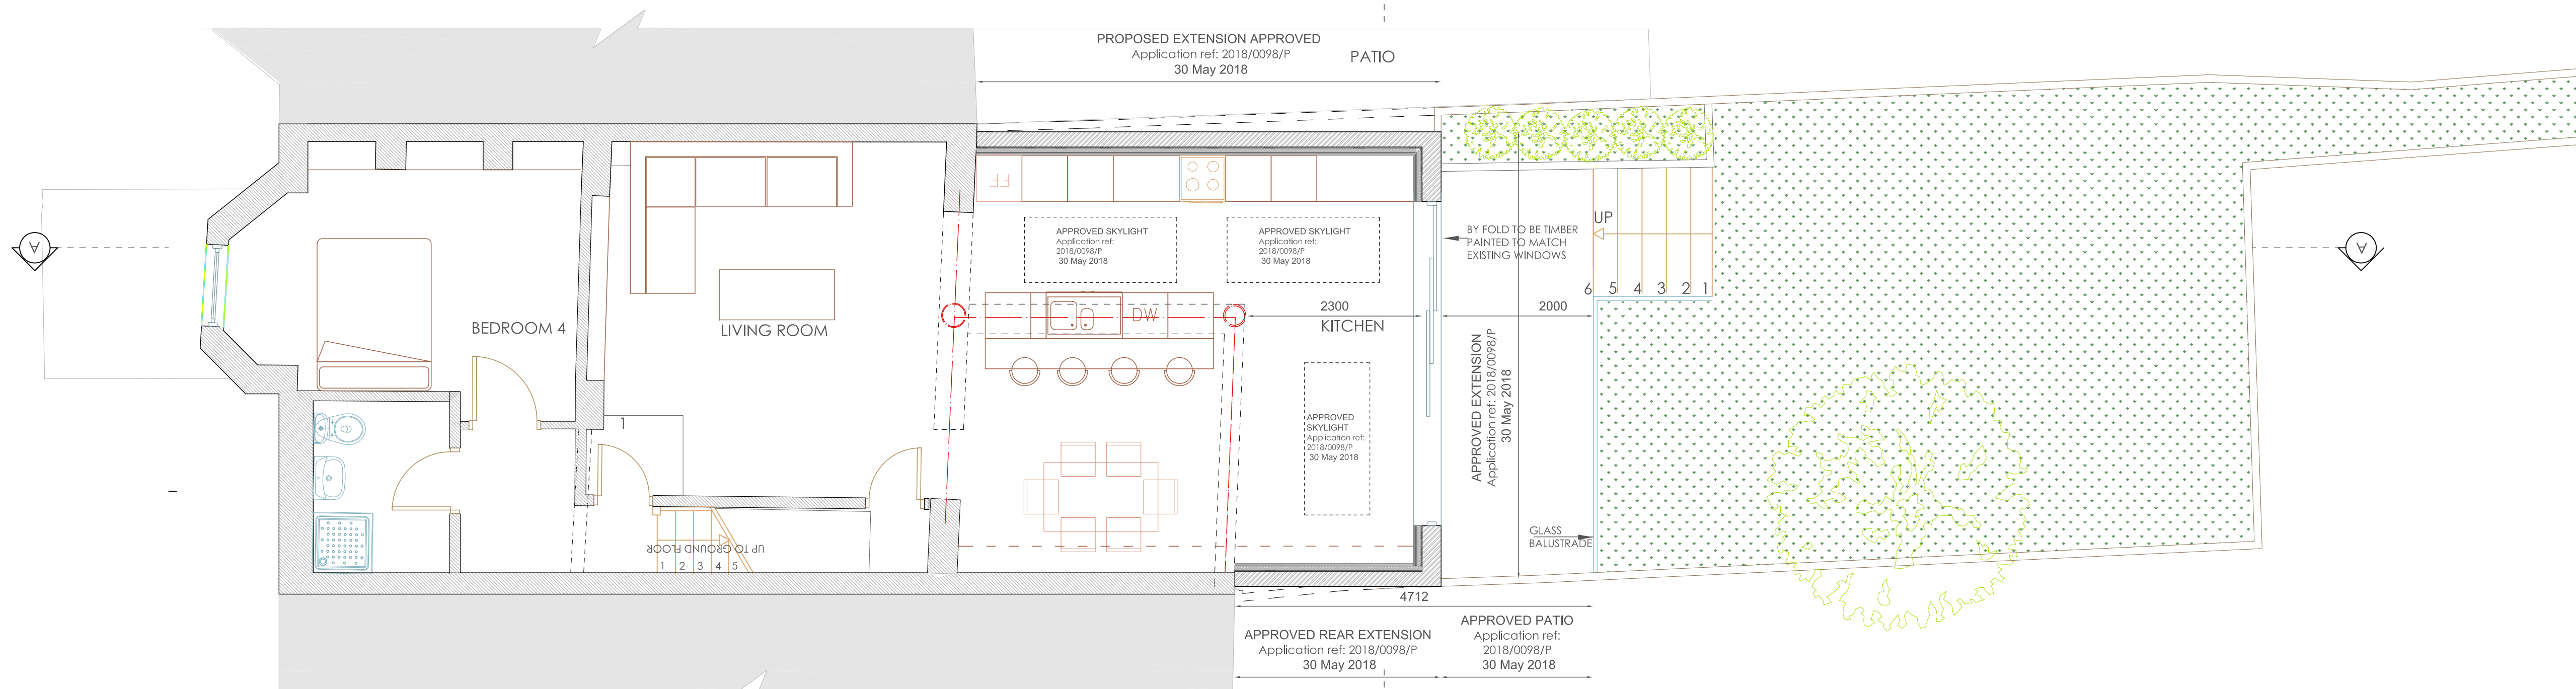 PROPOSED EXTENSION APPROVED
Application ref: 2018/0098/P
30 May 2018
PATIO
APPROVED SKYLIGHT
Application ref:
2018/0098/P
30 May 2018
APPROVED SKYLIGHT
Application ref:
2018/0098/P
30 May 2018
FF
UP
BY FOLD TO BE TIMBER
PAINTED TO MATCH
EXISTING WINDOWS
A
A
6 5 4 3 2 1
BEDROOM 4
LIVING ROOM
DW
2300
KITCHEN
2000
APPROVED EXTENSION
Application ref: 2018/0098/P
30 May 2018
1
APPROVED
SKYLIGHT
Application ref:
2018/0098/P
30 May 2018
GLASS
BALUSTRADE
UP TO GROUND FLOOR
1 2 3 4 5
4712
APPROVED REAR EXTENSION
Application ref: 2018/0098/P
30 May 2018
APPROVED PATIO
Application ref:
2018/0098/P
30 May 2018